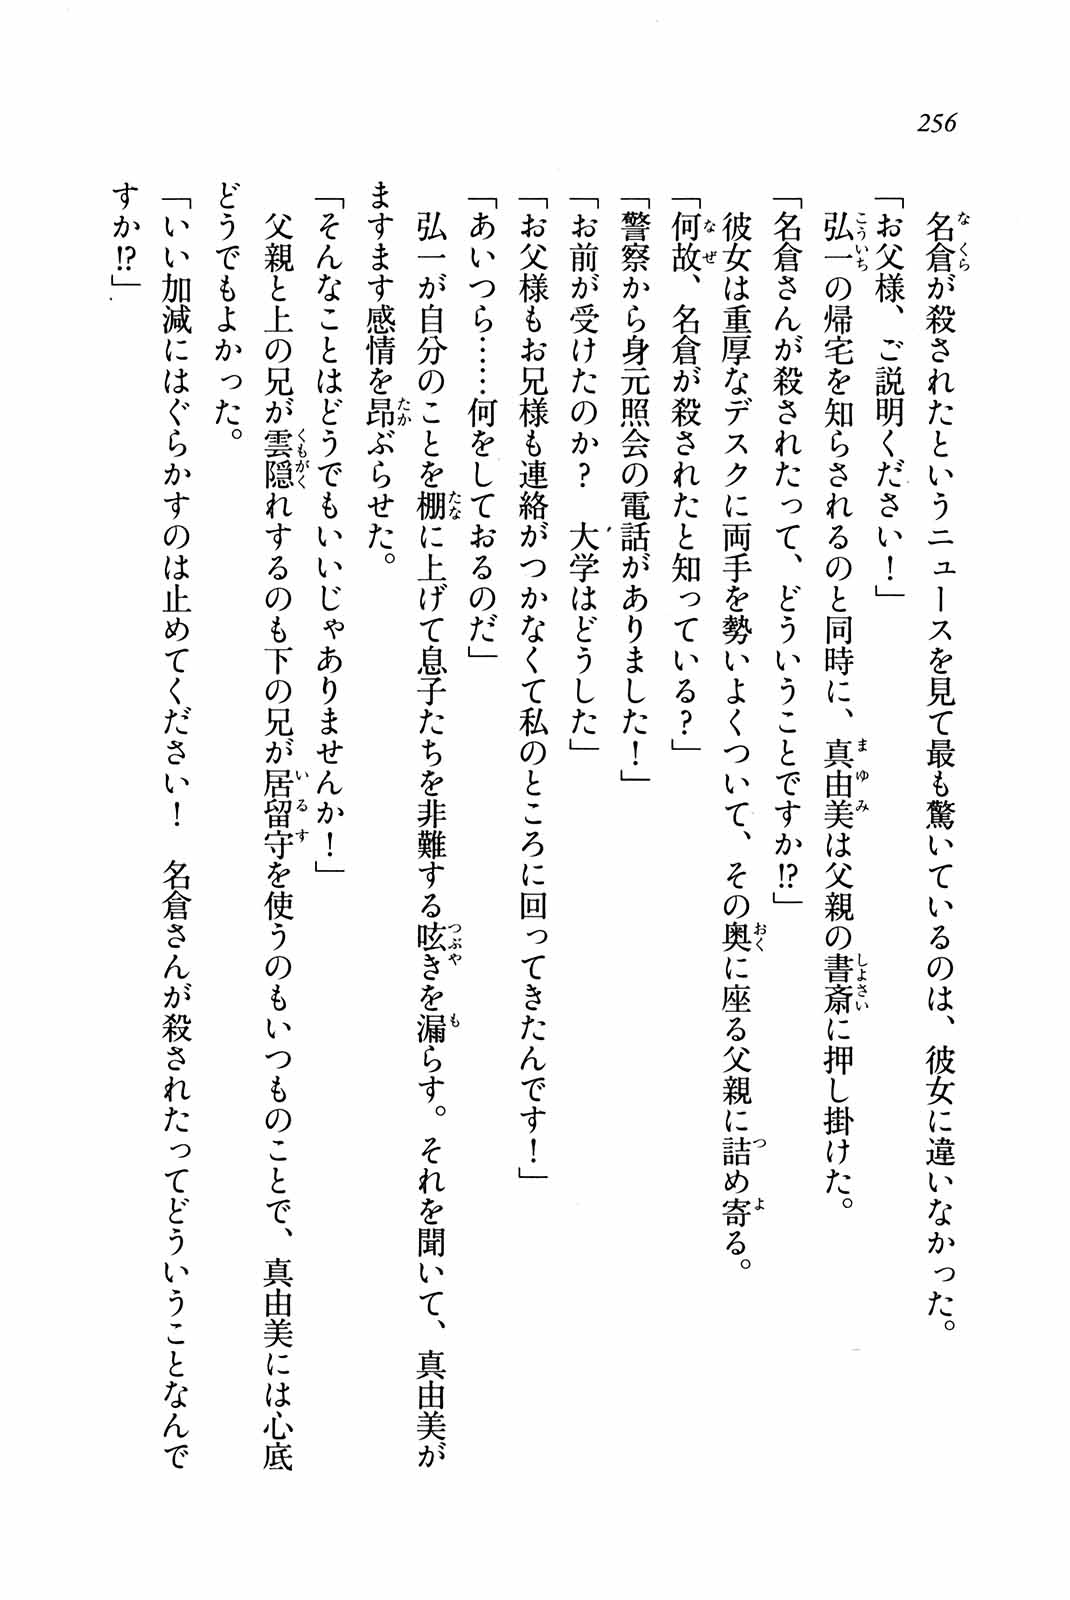 256
名倉が殺されたというニュースを見て最も驚いているのは、彼女に違いなかった。
「お父様、ご説明ください！」
弘一の帰宅を知らされるのと同時に、真由美は父親の書斎に押し掛けた。
「名倉さんが殺されたって、どういうことですか!?」
彼女は重厚なデスクに両手を勢いよくついて、その奥に座る父親に詰め寄る。
「何故、名倉が殺されたと知っている？」
「警察から身元照会の電話がありました！」
「お前が受けたのか？　大学はどうした」
「お父様もお兄様も連絡がつかなくて私のところに回ってきたんです！」
「あいつら……何をしておるのだ」
弘一が自分のことを棚に上げて息子たちを非難する呟きを漏らす。それを聞いて、真由美が
ますます感情を昂ぶらせた。
「そんなことはどうでもいいじゃありませんか！」
父親と上の兄が雲隠れするのも下の兄が居留守を使うのもいつものことで、真由美には心底
どうでもよかった。
「いい加減にはぐらかすのは止めてください！　名倉さんが殺されたってどういうことなんで
すか!?」